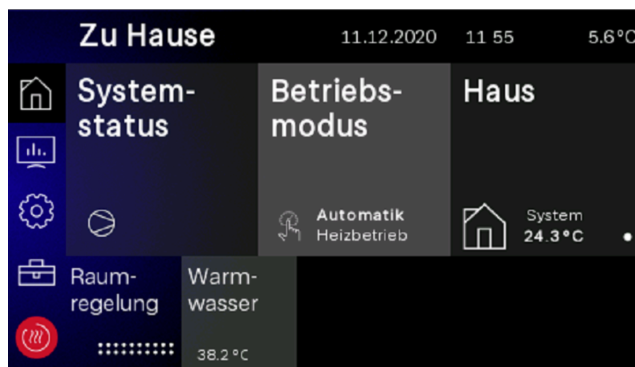 Zu Hause 11.12.2020 11 55 5.6°C
System-
status
Betriebs-
modus
Automatik
Heizbetrieb
Haus
System
24.3°C
Raum-
regelung
Warm-
wasser
38.2°C